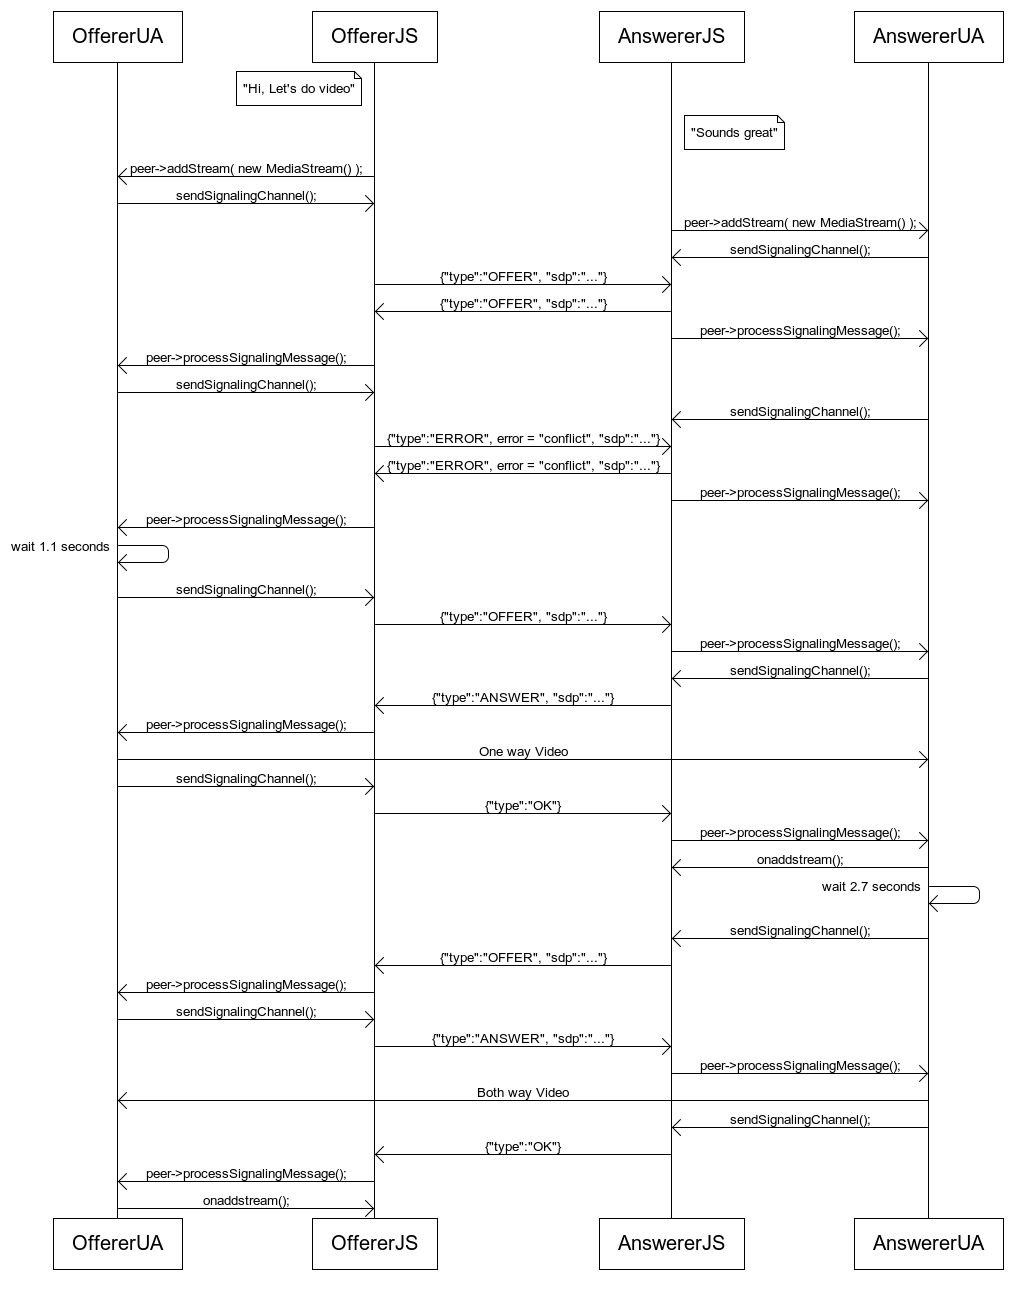 OffererUA
OffererJS
AnswererJS
AnswererUA
"Hi, Let's do video"
"Sounds great"
peer->addStream( new MediaStream() );
sendSignalingChannel();
peer->addStream( new MediaStream() );
sendSignalingChannel();
{"type":"OFFER", "sdp":"..."}
{"type":"OFFER", "sdp":"..."}
peer->processSignalingMessage();
peer->processSignalingMessage();
sendSignalingChannel();
sendSignalingChannel();
{"type":"ERROR", error = "conflict", "sdp":"..."}
{"type":"ERROR", error = "conflict", "sdp":"..."}
peer->processSignalingMessage();
peer->processSignalingMessage();
wait 1.1 seconds
sendSignalingChannel();
{"type":"OFFER", "sdp":"..."}
peer->processSignalingMessage();
sendSignalingChannel();
{"type":"ANSWER", "sdp":"..."}
peer->processSignalingMessage();
One way Video
sendSignalingChannel();
{"type":"OK"}
peer->processSignalingMessage();
onaddstream();
wait 2.7 seconds
sendSignalingChannel();
{"type":"OFFER", "sdp":"..."}
peer->processSignalingMessage();
sendSignalingChannel();
{"type":"ANSWER", "sdp":"..."}
peer->processSignalingMessage();
Both way Video
sendSignalingChannel();
{"type":"OK"}
peer->processSignalingMessage();
onaddstream();
OffererUA
OffererJS
AnswererJS
AnswererUA